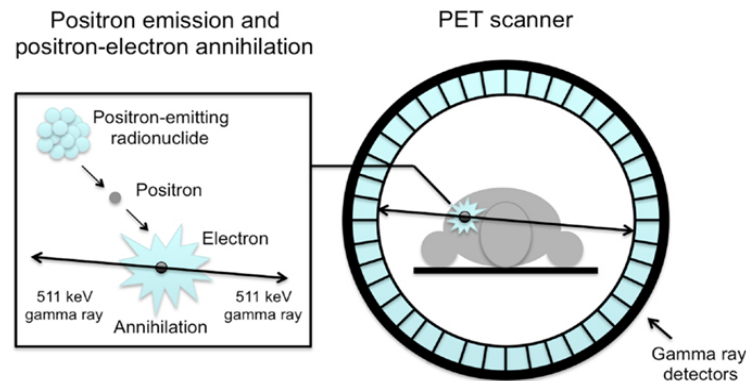 Positron emission and
positron-electron annihilation
Positron-emitting
radionuclide
Positron
Electron
511 keV
gamma ray
Annihilation
511 keV
gamma ray
PET scanner
Gamma ray
detectors